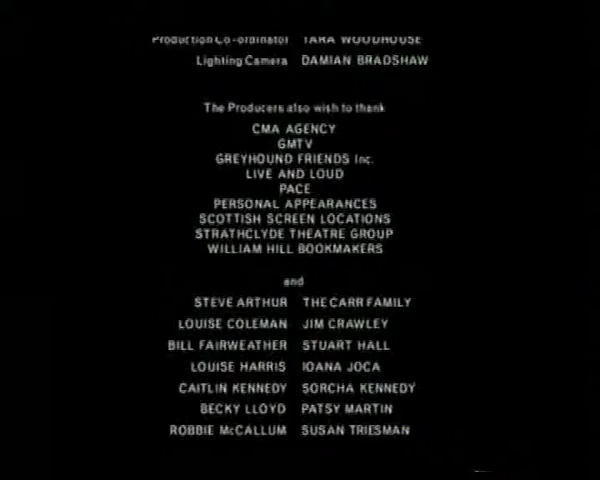 Production Co-ordinator TARA WOODHOUSE
Lighting Camera DAMIAN BRADSHAW
The Producers also wish to thank
CMA AGENCY
GMTV
GREYHOUND FRIENDS Inc.
LIVE AND LOUD
PACE
PERSONAL APPEARANCES
SCOTTISH SCREEN LOCATIONS
STRATHCLYDE THEATRE GROUP
WILLIAM HILL BOOKMAKERS
and
STEVE ARTHUR THE CARR FAMILY
LOUISE COLEMAN JIM CRAWLEY
BILL FAIRWEATHER STUART HALL
LOUISE HARRIS IOANA JOCA
CAITLIN KENNEDY SORCHA KENNEDY
BECKY LLOYD PATSY MARTIN
ROBBIE McCALLUM SUSAN TRIESMAN